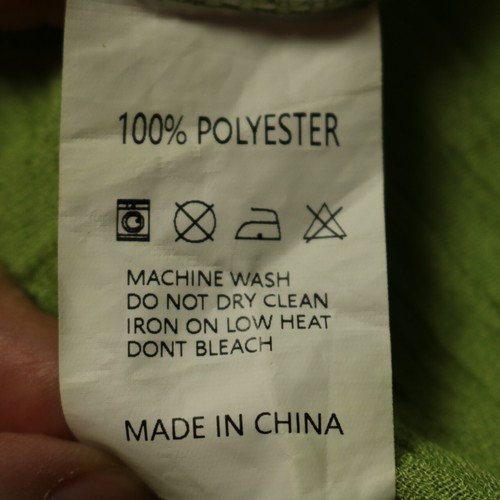 100% POLYESTER
MACHINE WASH
DO NOT DRY CLEAN
IRON ON LOW HEAT
DONT BLEACH
MADE IN CHINA